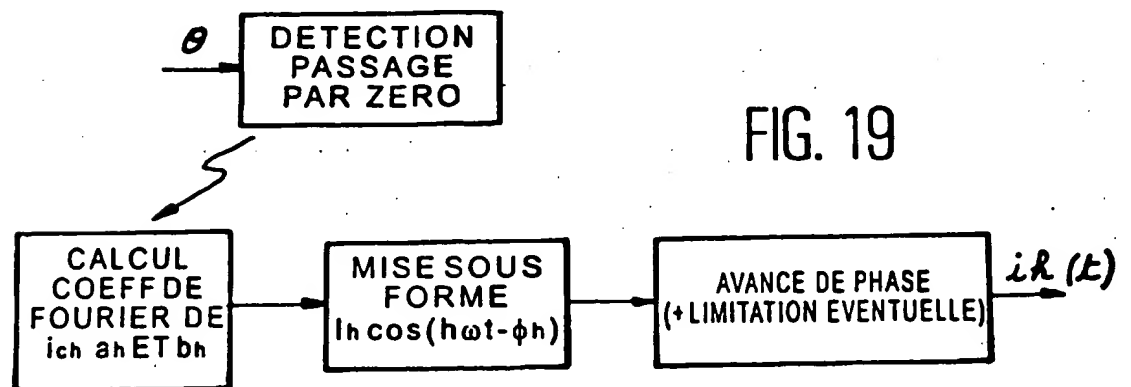 θ
DETECTION
PASSAGE
PAR ZERO
FIG. 19
CALCUL
COEFF DE
FOURIER DE
ich ah ET bh
MISE SOUS
FORME
Ih cos(hωt-ϕh)
AVANCE DE PHASE
(+LIMITATION EVENTUELLE)
ih (t)